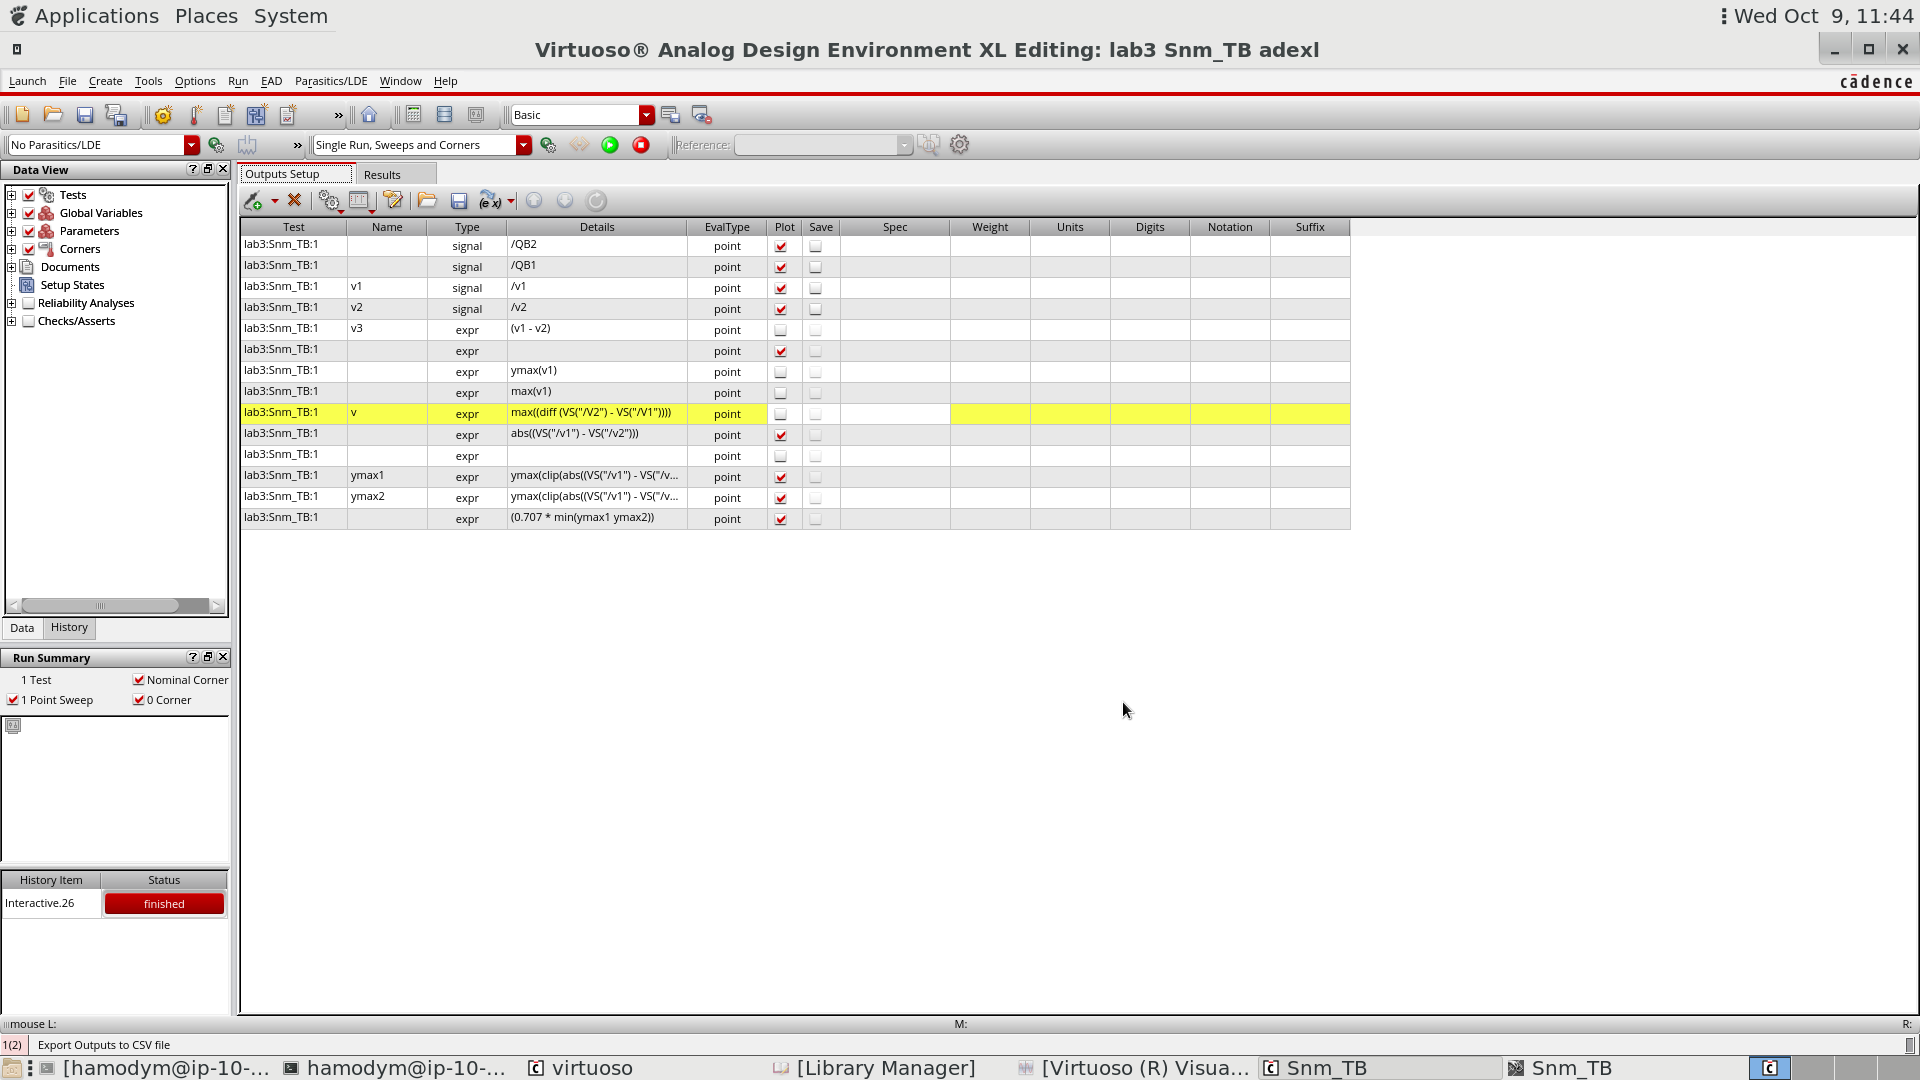 Applications Places System
Wed Oct 9, 11:44
Virtuoso® Analog Design Environment XL Editing: lab3 Snm_TB adexl
Launch File Create Tools Options Run EAD Parasitics/LDE Window Help
cādence
» Basic
No Parasitics/LDE » Single Run, Sweeps and Corners Reference:
Data View
Tests
Global Variables
Parameters
Corners
Documents
Setup States
Reliability Analyses
Checks/Asserts
Data History
Run Summary
1 Test Nominal Corner
1 Point Sweep 0 Corner
History Item Status
Interactive.26 finished
Outputs Setup Results
Test Name Type Details EvalType Plot Save Spec Weight Units Digits Notation Suffix
lab3:Snm_TB:1 signal /QB2 point
lab3:Snm_TB:1 signal /QB1 point
lab3:Snm_TB:1 v1 signal /v1 point
lab3:Snm_TB:1 v2 signal /v2 point
lab3:Snm_TB:1 v3 expr (v1 - v2) point
lab3:Snm_TB:1 expr point
lab3:Snm_TB:1 expr ymax(v1) point
lab3:Snm_TB:1 expr max(v1) point
lab3:Snm_TB:1 v expr max((diff (VS("/V2") - VS("/V1")))) point
lab3:Snm_TB:1 expr abs((VS("/v1") - VS("/v2"))) point
lab3:Snm_TB:1 expr point
lab3:Snm_TB:1 ymax1 expr ymax(clip(abs((VS("/v1") - VS("/v... point
lab3:Snm_TB:1 ymax2 expr ymax(clip(abs((VS("/v1") - VS("/v... point
lab3:Snm_TB:1 expr (0.707 * min(ymax1 ymax2)) point
mouse L: M: R:
1(2) Export Outputs to CSV file
[hamodym@ip-10-... hamodym@ip-10-... virtuoso [Library Manager] [Virtuoso (R) Visua... Snm_TB Snm_TB